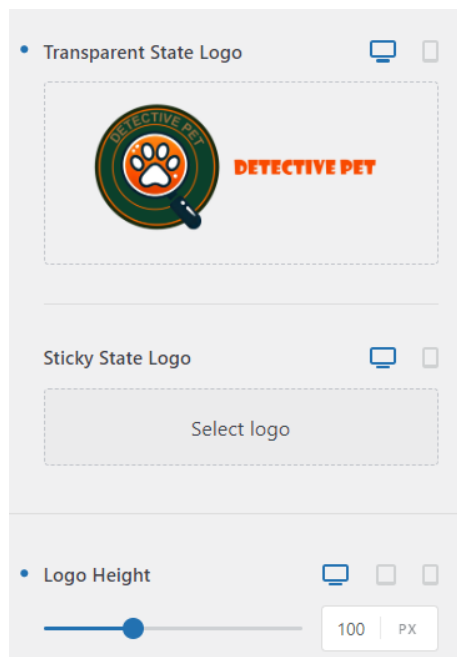 Transparent State Logo
DETECTIVE PET
DETECTIVE PET
Sticky State Logo
Select logo
Logo Height
100 PX